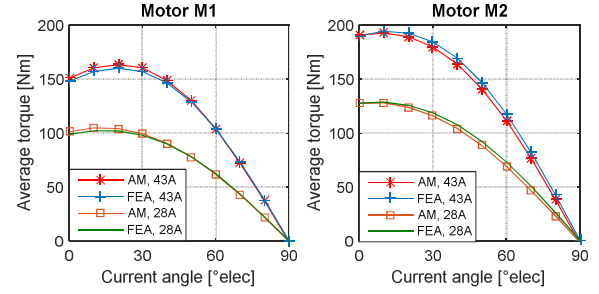 Motor M1
Average torque [Nm]
200
150
100
50
0
AM, 43A
FEA, 43A
AM, 28A
FEA, 28A
0
30
60
90
Current angle [°elec]
Motor M2
Average torque [Nm]
200
150
100
50
0
AM, 43A
FEA, 43A
AM, 28A
FEA, 28A
0
30
60
90
Current angle [°elec]